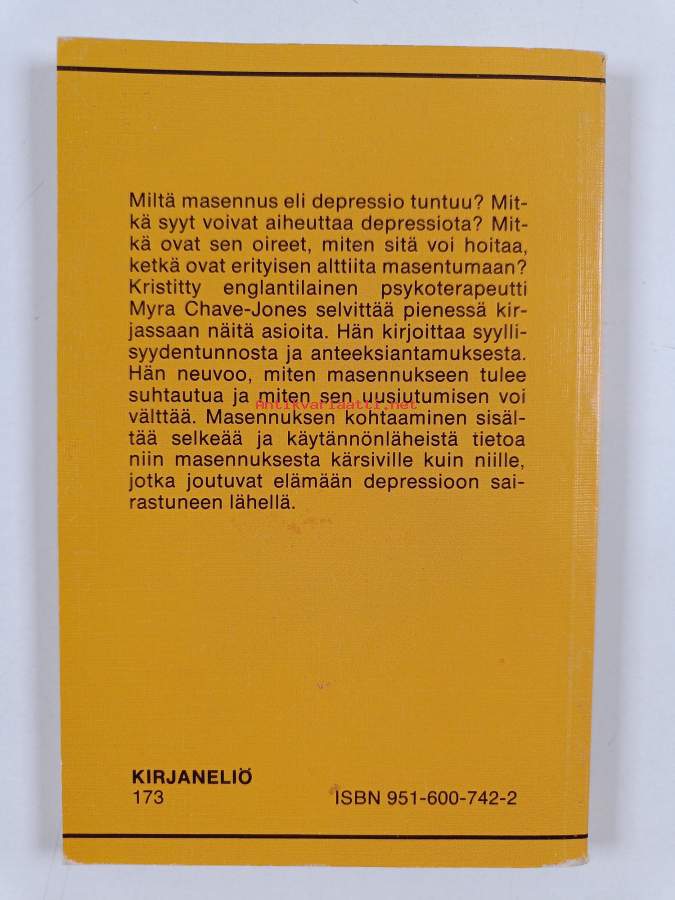 Miltä masennus eli depressio tuntuu? Mit-
kä syyt voivat aiheuttaa depressiota? Mit-
kä ovat sen oireet, miten sitä voi hoitaa,
ketkä ovat erityisen alttiita masentumaan?
Kristitty englantilainen psykoterapeutti
Myra Chave-Jones selvittää pienessä kir-
jassaan näitä asioita. Hän kirjoittaa syylli-
syydentunnosta ja anteeksiantamuksesta.
Hän neuvoo, miten masennukseen tulee
suhtautua ja miten sen uusiutumisen voi
Antikvariaatti.net
välttää. Masennuksen kohtaaminen sisäl-
tää selkeää ja käytännönläheistä tietoa
niin masennuksesta kärsiville kuin niille,
jotka joutuvat elämään depressioon sai-
rastuneen lähellä.
KIRJANELIÖ
173 ISBN 951-600-742-2